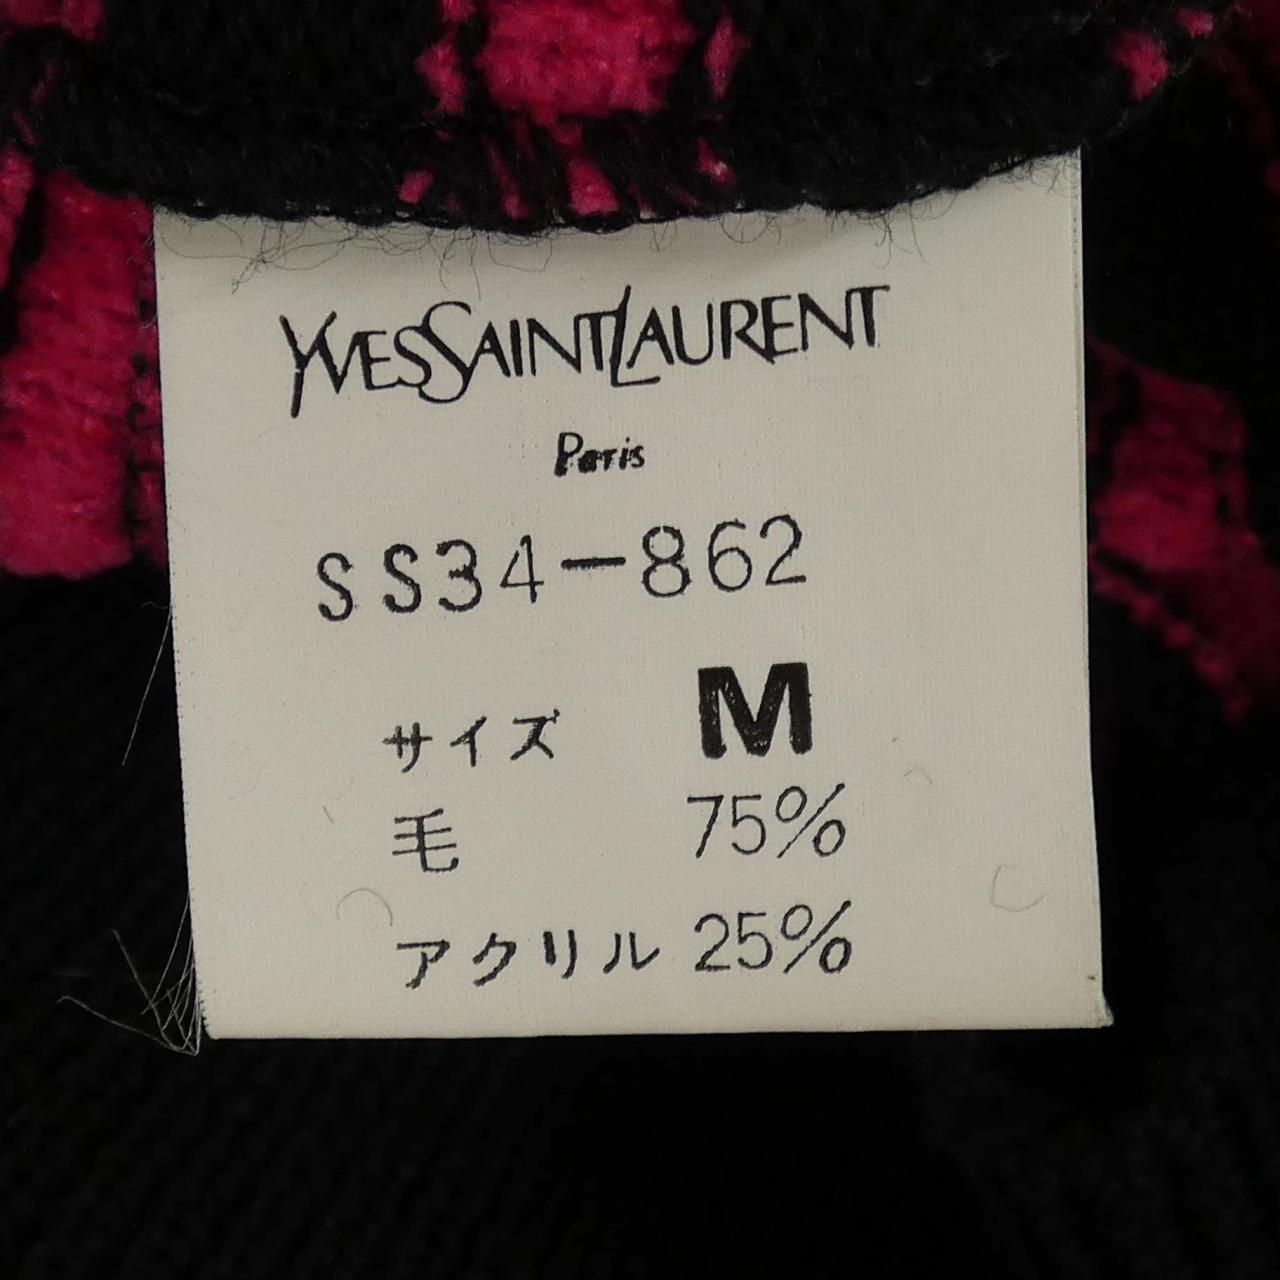 YVESSAINTLAURENT
Paris
SS34-862
サイズ M
毛 75%
アクリル 25%